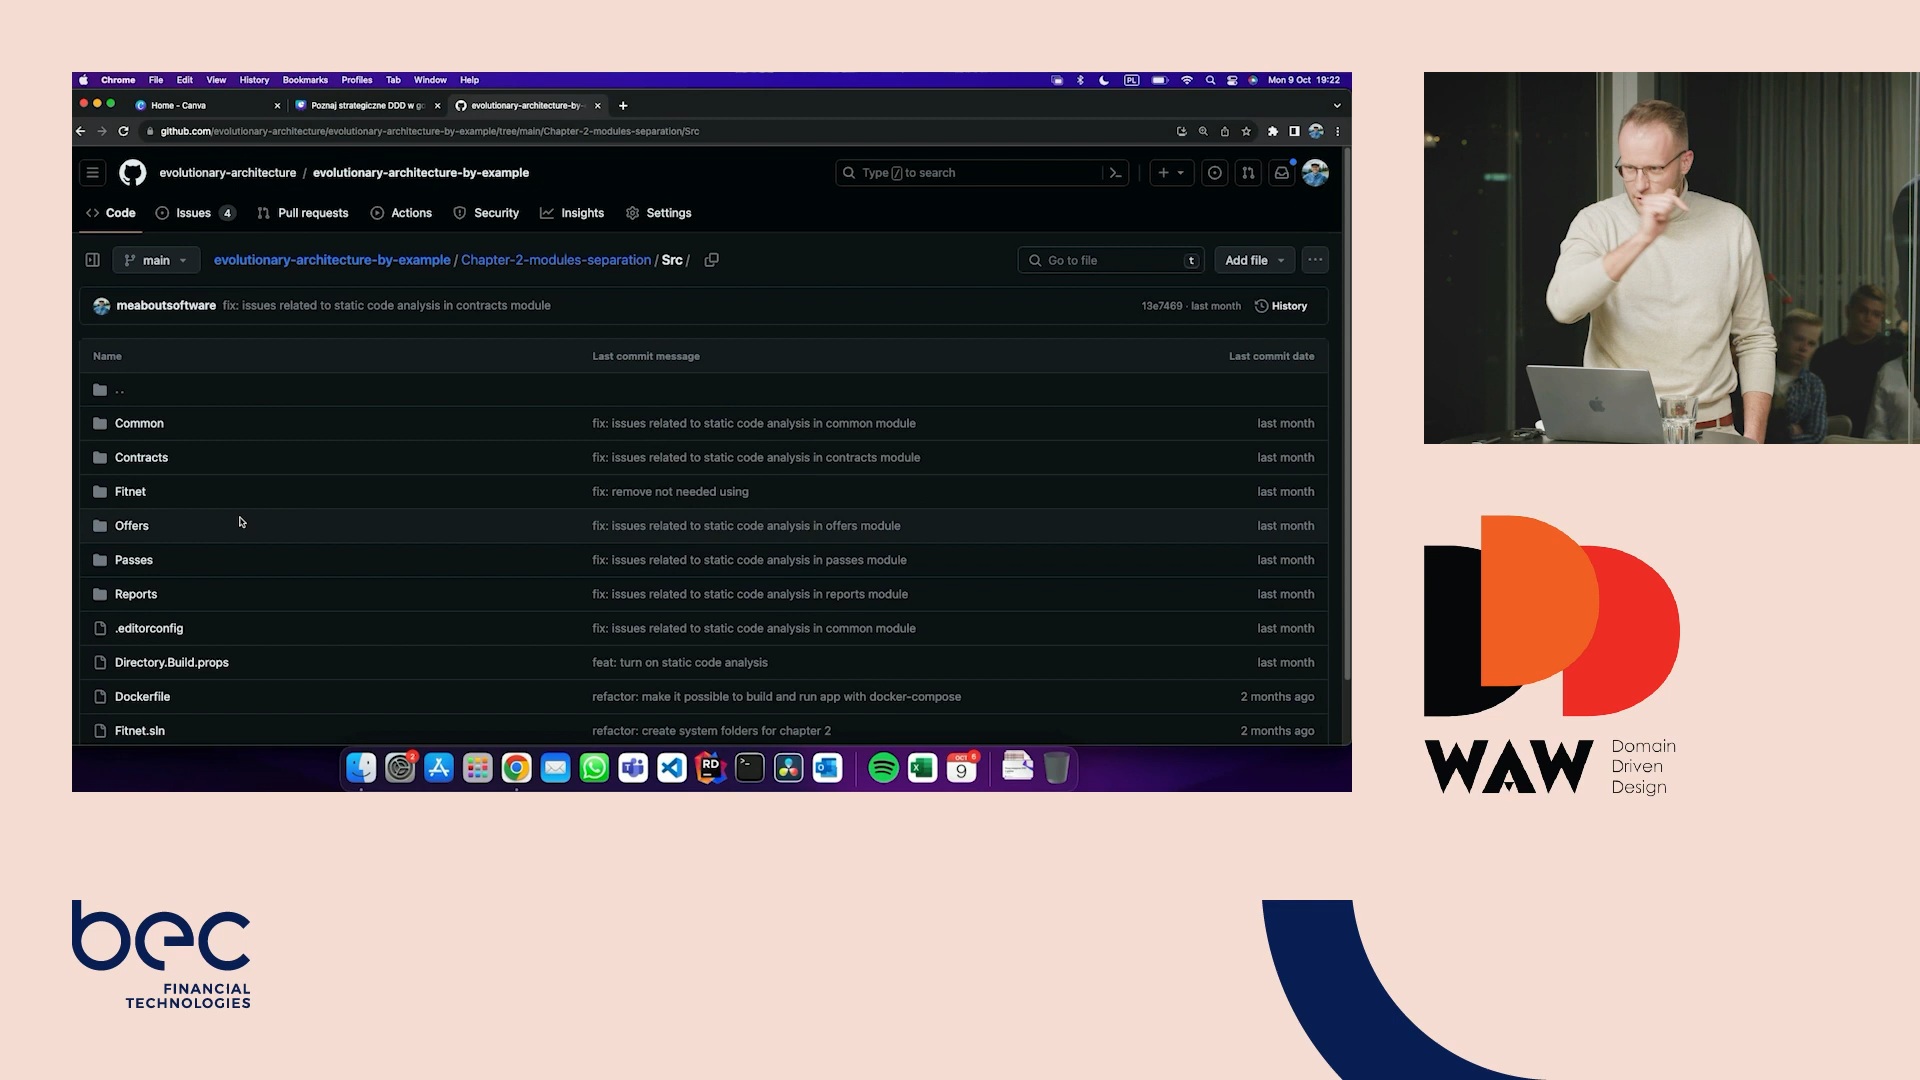 Chrome File Edit View History Bookmarks Profiles Tab Window Help PL Mon 9 Oct 19:22
Home - Canva Poznaj strategiczne DDD w go evolutionary-architecture-by-
github.com/evolutionary-architecture/evolutionary-architecture-by-example/tree/main/Chapter-2-modules-separation/Src
evolutionary-architecture / evolutionary-architecture-by-example Type / to search
Code Issues 4 Pull requests Actions Security Insights Settings
main evolutionary-architecture-by-example / Chapter-2-modules-separation / Src / Go to file t Add file
meaboutsoftware fix: issues related to static code analysis in contracts module 13e7469 · last month History
Name Last commit message Last commit date
..
Common fix: issues related to static code analysis in common module last month
Contracts fix: issues related to static code analysis in contracts module last month
Fitnet fix: remove not needed using last month
Offers fix: issues related to static code analysis in offers module last month
Passes fix: issues related to static code analysis in passes module last month
Reports fix: issues related to static code analysis in reports module last month
.editorconfig fix: issues related to static code analysis in common module last month
Directory.Build.props feat: turn on static code analysis last month
Dockerfile refactor: make it possible to build and run app with docker-compose 2 months ago
Fitnet.sln refactor: create system folders for chapter 2 2 months ago
2 RD OCT 9
WAW
Domain
Driven
Design
bec
FINANCIAL
TECHNOLOGIES